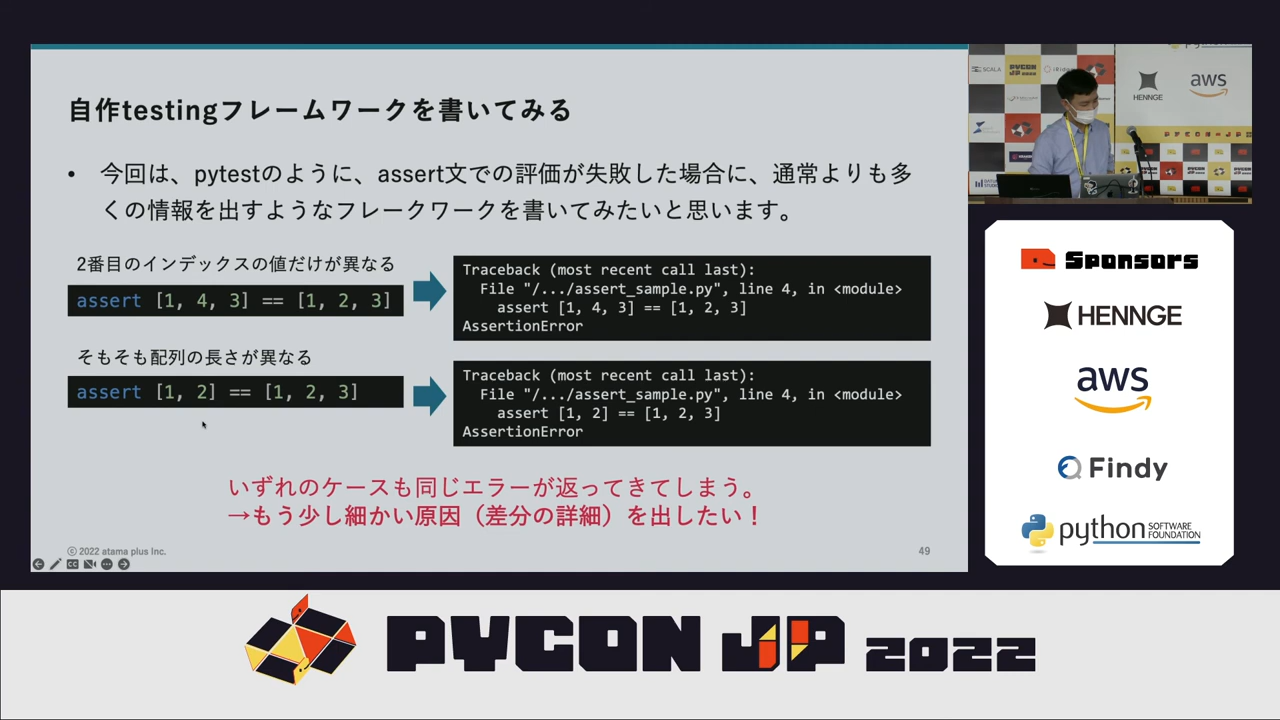 自作testingフレームワークを書いてみる
• 今回は、pytestのように、assert文での評価が失敗した場合に、通常よりも多
くの情報を出すようなフレークワークを書いてみたいと思います。
2番目のインデックスの値だけが異なる
assert [1, 4, 3] == [1, 2, 3]
Traceback (most recent call last):
File "/.../assert_sample.py", line 4, in <module>
assert [1, 4, 3] == [1, 2, 3]
AssertionError
そもそも配列の長さが異なる
assert [1, 2] == [1, 2, 3]
Traceback (most recent call last):
File "/.../assert_sample.py", line 4, in <module>
assert [1, 2] == [1, 2, 3]
AssertionError
いずれのケースも同じエラーが返ってきてしまう。
→もう少し細かい原因（差分の詳細）を出したい！
© 2022 atama plus Inc.
49
SCALA
PYCON
HENNGE
aws
Sponsors
HENNGE
aws
Findy
python SOFTWARE
FOUNDATION
PYCON JP 2022